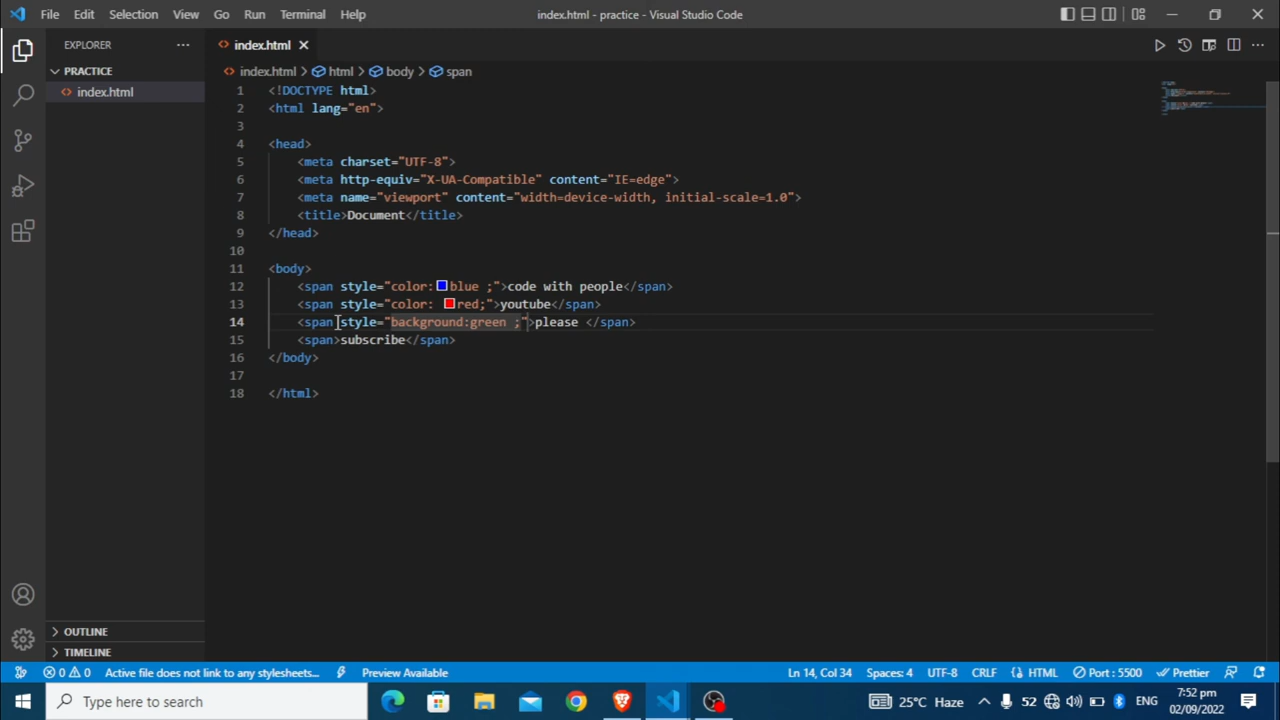 File Edit Selection View Go Run Terminal Help
index.html - practice - Visual Studio Code
EXPLORER
PRACTICE
index.html
OUTLINE
TIMELINE
index.html
index.html > html > body > span
1 <!DOCTYPE html>
2 <html lang="en">
3
4 <head>
5 <meta charset="UTF-8">
6 <meta http-equiv="X-UA-Compatible" content="IE=edge">
7 <meta name="viewport" content="width=device-width, initial-scale=1.0">
8 <title>Document</title>
9 </head>
10
11 <body>
12 <span style="color:blue ;">code with people</span>
13 <span style="color: red;">youtube</span>
14 <span style="background:green ;">please </span>
15 <span>subscribe</span>
16 </body>
17
18 </html>
0 0 Active file does not link to any stylesheets... Preview Available Ln 14, Col 34 Spaces: 4 UTF-8 CRLF HTML Port : 5500 Prettier
Type here to search 25°C Haze 52 ENG 7:52 pm
02/09/2022